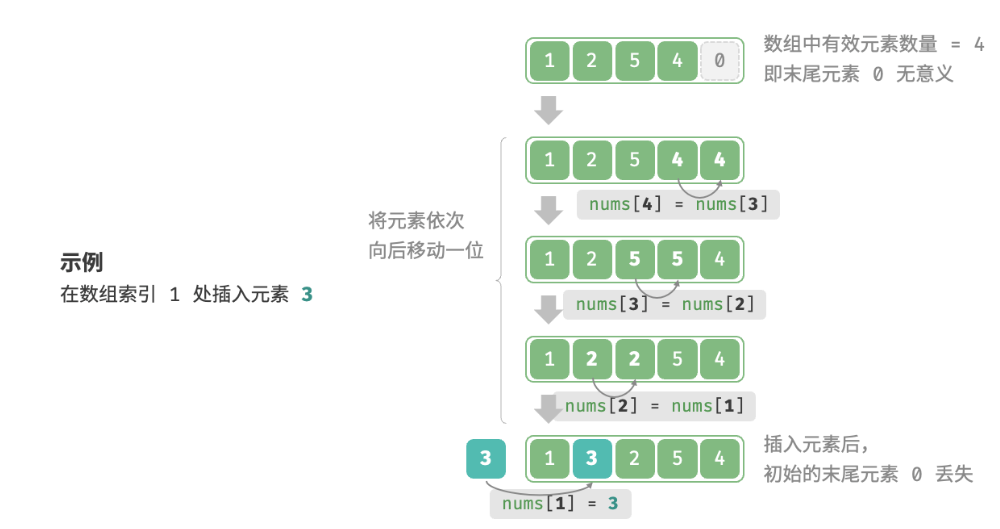 1 2 5 4 0
数组中有效元素数量 = 4
即末尾元素 0 无意义
1 2 5 4 4
nums[4] = nums[3]
将元素依次
向后移动一位
1 2 5 5 4
nums[3] = nums[2]
示例
在数组索引 1 处插入元素 3
1 2 2 5 4
nums[2] = nums[1]
3 1 3 2 5 4
插入元素后，
初始的末尾元素 0 丢失
nums[1] = 3